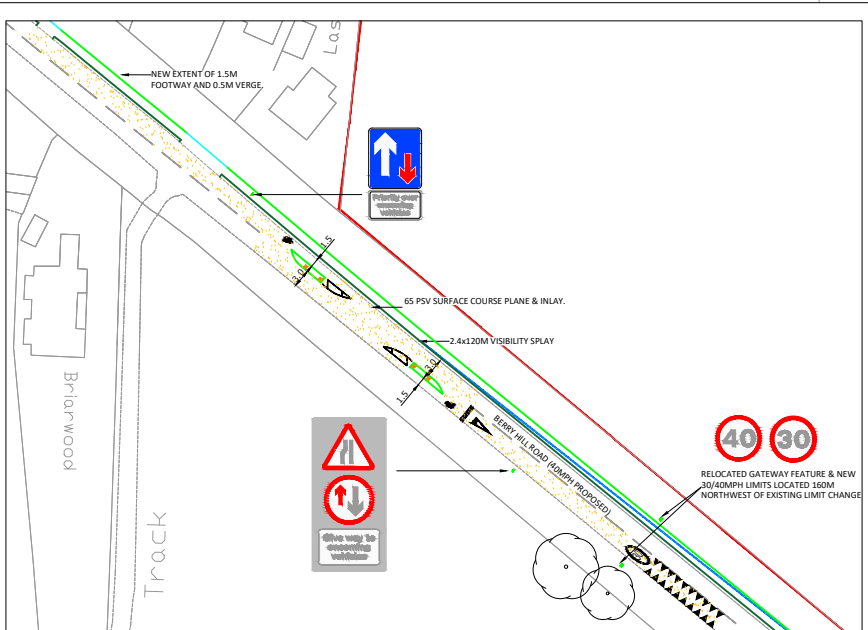 Las
NEW EXTENT OF 1.5M
FOOTWAY AND 0.5M VERGE.
Priority over
oncoming
vehicles
1.5
3.0
65 PSV SURFACE COURSE PLANE & INLAY.
2.4x120M VISIBILITY SPLAY
3.0
1.5
Briarwood
BERRY HILL ROAD (40MPH PROPOSED)
40 30
RELOCATED GATEWAY FEATURE & NEW
30/40MPH LIMITS LOCATED 160M
NORTHWEST OF EXISTING LIMIT CHANGE
Give way to
oncoming
vehicles
Track